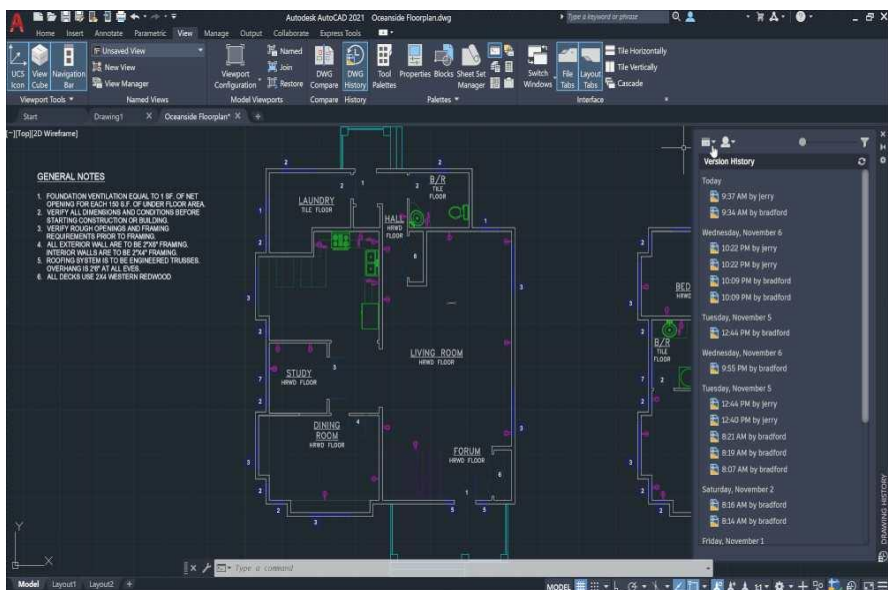 Autodesk AutoCAD 2021 Oceanside Floorplan.dwg
Type a keyword or phrase
Home Insert Annotate Parametric View Manage Output Collaborate Express Tools
UCS Icon
View Cube
Navigation Bar
Viewport Tools
Unsaved View
New View
View Manager
Named Views
Viewport Configuration
Named
Join
Restore
Model Viewports
DWG Compare
Compare
DWG History
History
Tool Palettes
Properties
Blocks
Sheet Set Manager
Palettes
Switch Windows
File Tabs
Layout Tabs
Tile Horizontally
Tile Vertically
Cascade
Interface
Start Drawing1 X Oceanside Floorplan* X +
[−][Top][2D Wireframe]
GENERAL NOTES
1. FOUNDATION VENTILATION EQUAL TO 1 SF. OF NET
OPENING FOR EACH 150 S.F. OF UNDER FLOOR AREA.
2. VERIFY ALL DIMENSIONS AND CONDITIONS BEFORE
STARTING CONSTRUCTION OR BUILDING.
3. VERIFY ROUGH OPENINGS AND FRAMING
REQUIREMENTS PRIOR TO FRAMING.
4. ALL EXTERIOR WALL ARE TO BE 2"X6" FRAMING.
INTERIOR WALLS ARE TO BE 2"X4" FRAMING.
5. ROOFING SYSTEM IS TO BE ENGINEERED TRUSSES.
OVERHANG IS 2'6" AT ALL EVES.
6. ALL DECKS USE 2X4 WESTERN REDWOOD
LAUNDRY
TILE FLOOR
B/R
TILE
FLOOR
HALL
HRWD
FLOOR
LIVING ROOM
HRWD FLOOR
STUDY
HRWD FLOOR
DINING
ROOM
HRWD FLOOR
FORUM
HRWD FLOOR
BED
HRWD
B/R
TILE
FLOOR
Version History
Today
9:37 AM by jerry
9:34 AM by bradford
Wednesday, November 6
10:22 PM by jerry
10:22 PM by jerry
10:09 PM by bradford
10:09 PM by bradford
Tuesday, November 5
12:44 PM by bradford
Wednesday, November 6
9:55 PM by bradford
Tuesday, November 5
12:44 PM by jerry
12:40 PM by jerry
8:21 AM by bradford
8:19 AM by bradford
8:07 AM by bradford
Saturday, November 2
8:16 AM by bradford
8:14 AM by bradford
Friday, November 1
DRAWING HISTORY
Y
X
Type a command
Model Layout1 Layout2 +
MODEL
1:1